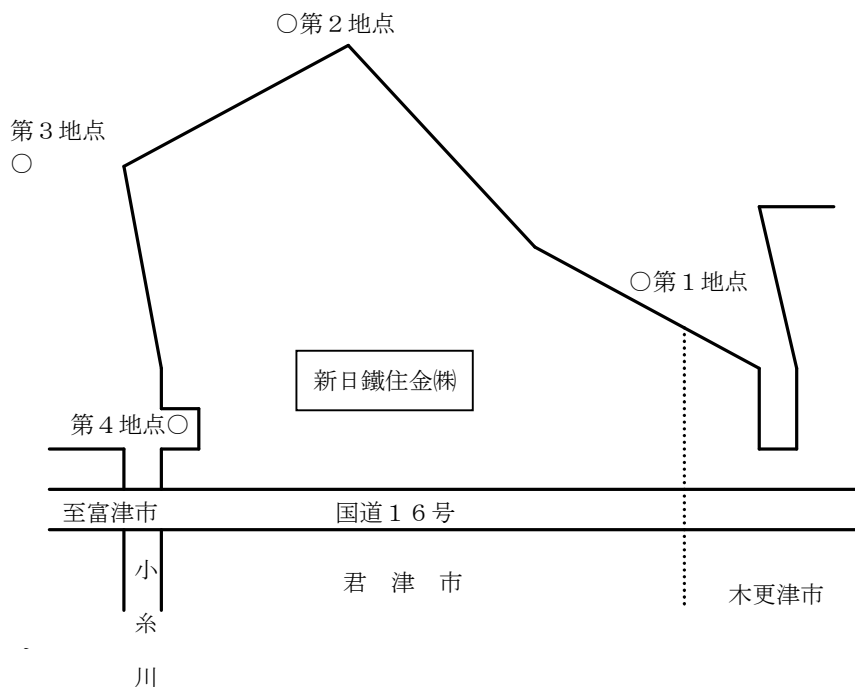 ○第２地点
第３地点
○
○第１地点
新日鐵住金㈱
第４地点○
至富津市
国道１６号
小糸川
君津市
木更津市